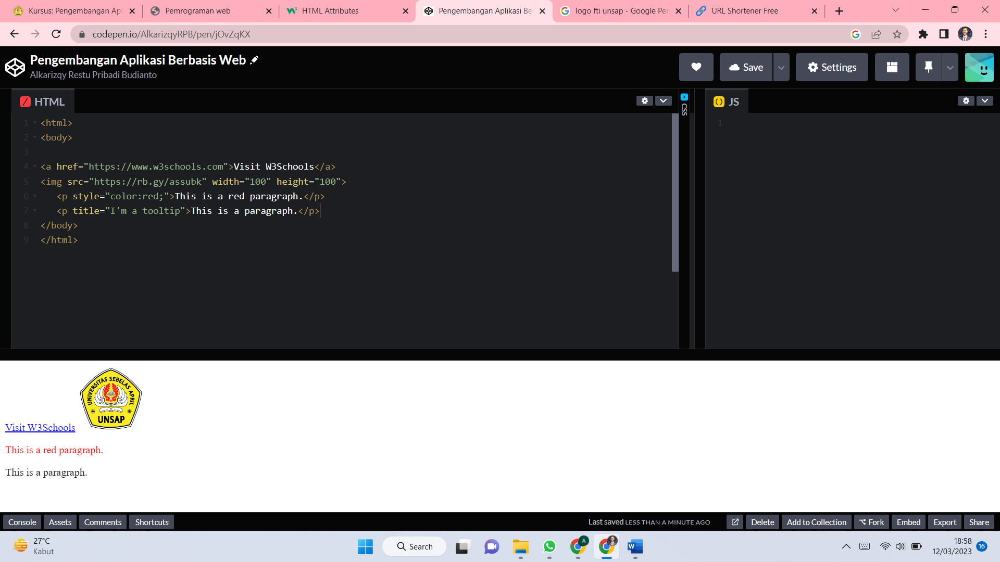 Kursus: Pengembangan Apl
Pemrograman web
HTML Attributes
Pengembangan Aplikasi Ber
logo fti unsap - Google Pen
URL Shortener Free
codepen.io/AlkarizqyRPB/pen/jOvZqKX
Pengembangan Aplikasi Berbasis Web
Alkarizqy Restu Pribadi Budianto
Save
Settings
HTML
CSS
JS
1 <html>
2 <body>
3
4 <a href="https://www.w3schools.com">Visit W3Schools</a>
5 <img src="https://rb.gy/assubk" width="100" height="100">
6 <p style="color:red;">This is a red paragraph.</p>
7 <p title="I'm a tooltip">This is a paragraph.</p>
8 </body>
9 </html>
1
UNIVERSITAS SEBELAS APRIL
UNSAP
Visit W3Schools
This is a red paragraph.
This is a paragraph.
Console
Assets
Comments
Shortcuts
Last saved LESS THAN A MINUTE AGO
Delete
Add to Collection
Fork
Embed
Export
Share
27°C
Kabut
Search
A
W
18:58
12/03/2023
16